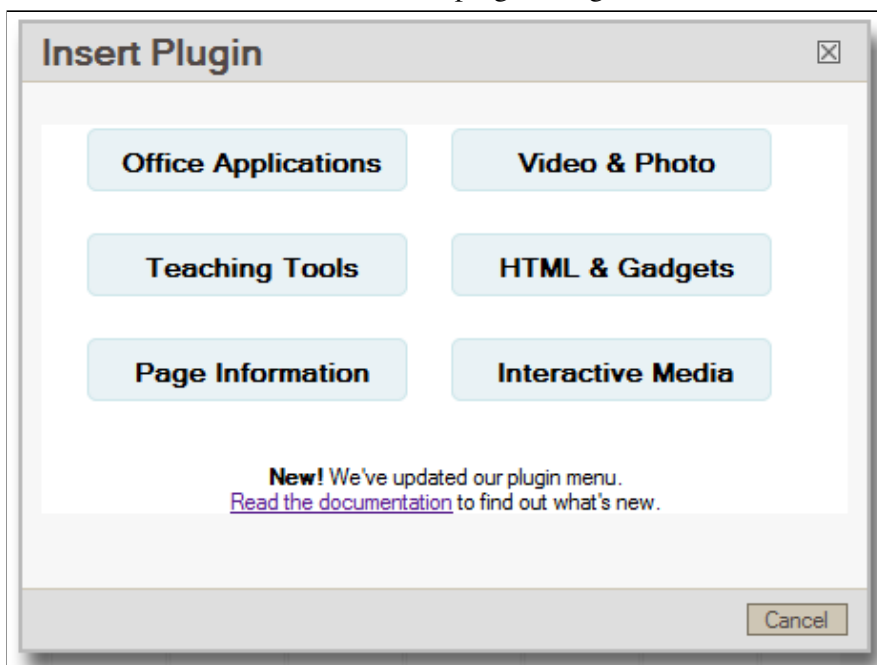 Insert Plugin
Office Applications
Video & Photo
Teaching Tools
HTML & Gadgets
Page Information
Interactive Media
New! We've updated our plugin menu.
Read the documentation to find out what's new.
Cancel